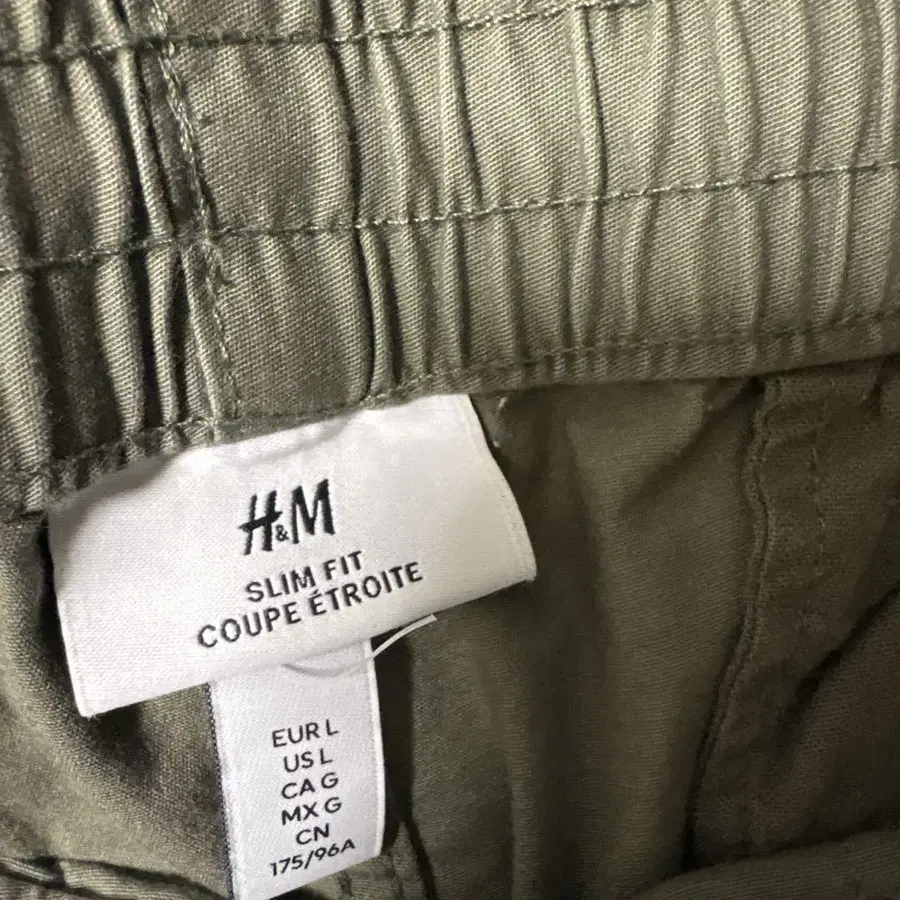 H&M
SLIM FIT
COUPE ÉTROITE
EUR L
US L
CA G
MX G
CN
175/96A